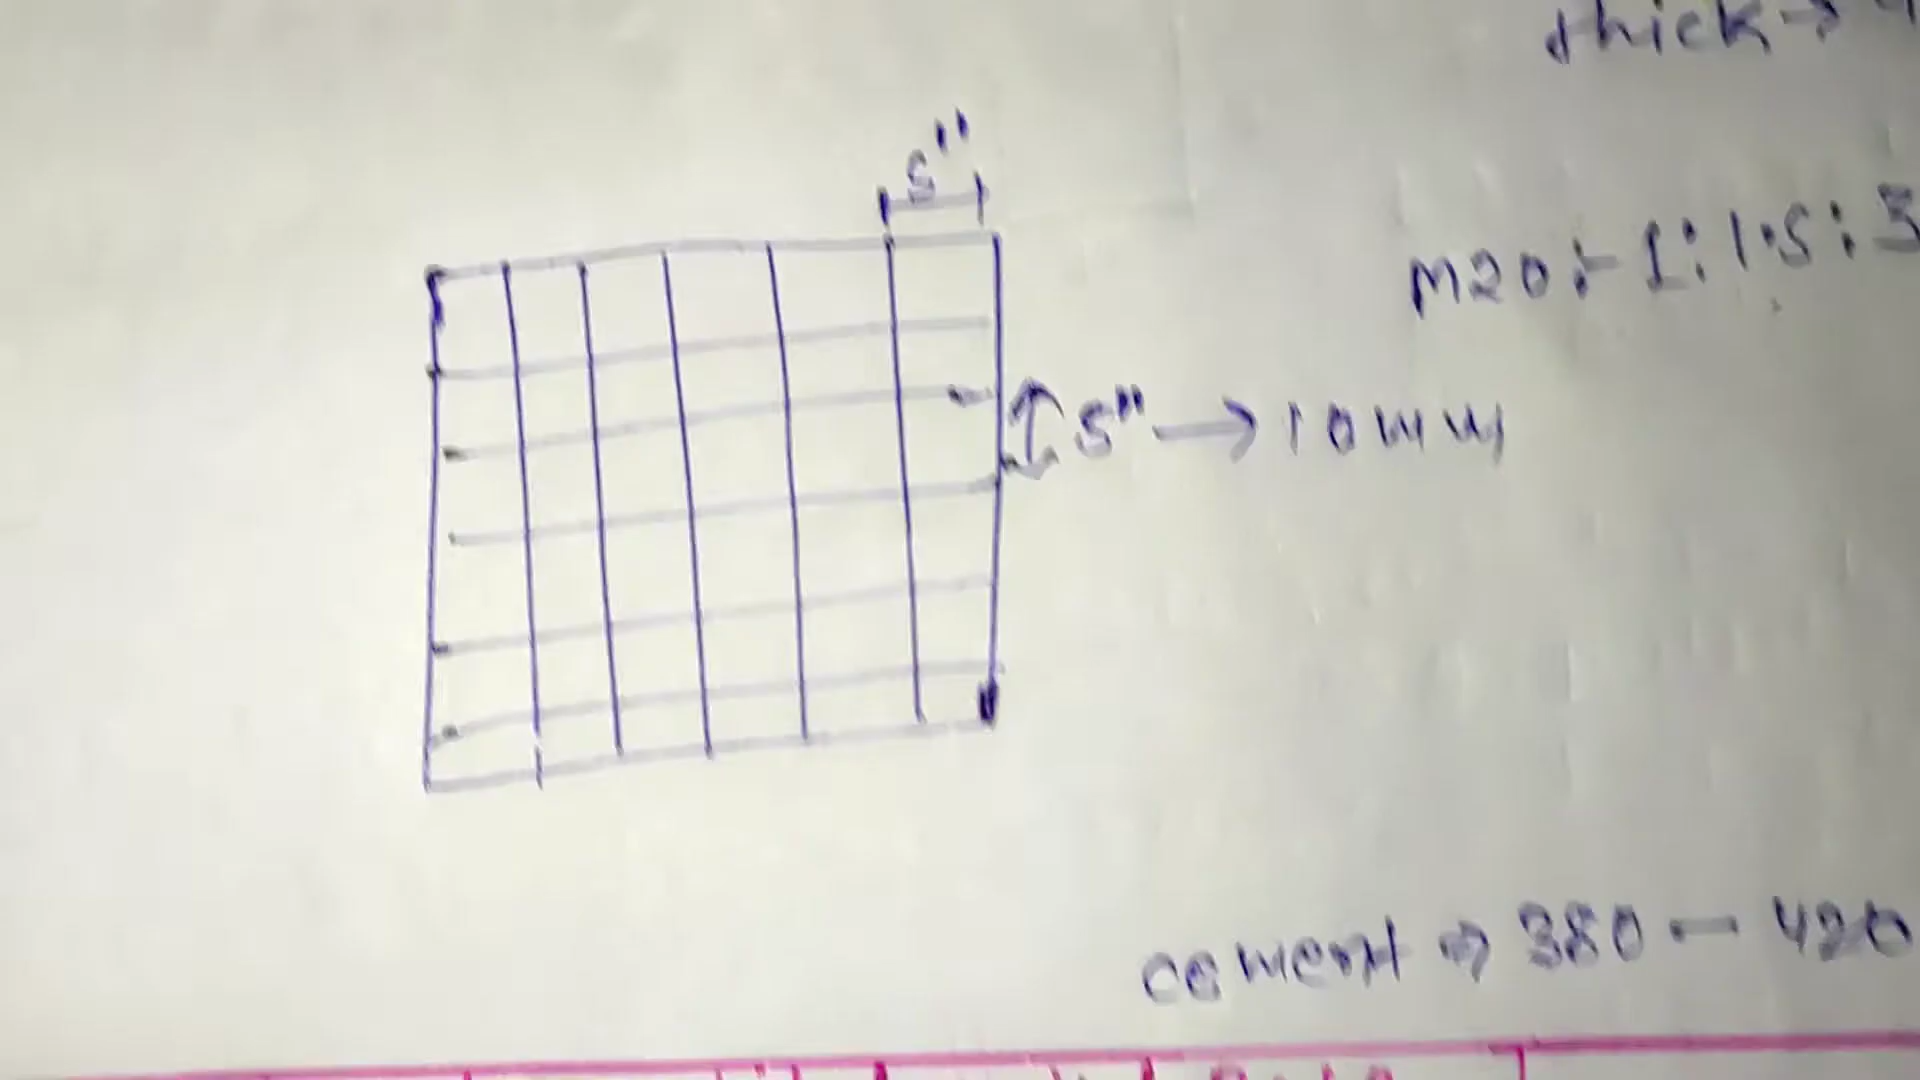 thick →
5"
M20:- 1:1.5:3
5" → 10mm
cement ⇒ 380 - 420